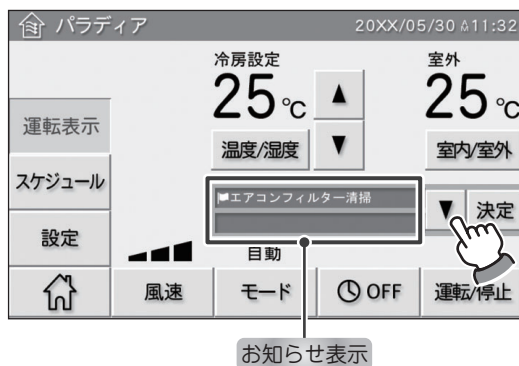 パラディア 20XX/05/30 11:32
冷房設定 室外
25℃ ▲ 25℃
運転表示
温度/湿度 ▼ 室内/室外
スケジュール
エアコンフィルター清掃 ▼ 決定
設定
自動
風速 モード OFF 運転/停止
お知らせ表示